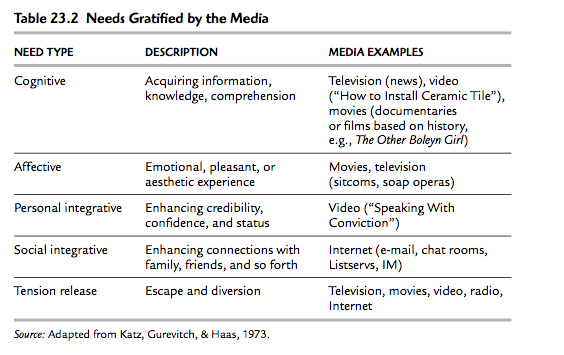 Table 23.2 Needs Gratified by the Media
NEED TYPE DESCRIPTION MEDIA EXAMPLES
Cognitive Acquiring information, Television (news), video
knowledge, comprehension (“How to Install Ceramic Tile”),
movies (documentaries
or films based on history,
e.g., The Other Boleyn Girl)
Affective Emotional, pleasant, or Movies, television
aesthetic experience (sitcoms, soap operas)
Personal integrative Enhancing credibility, Video (“Speaking With
confidence, and status Conviction”)
Social integrative Enhancing connections with Internet (e-mail, chat rooms,
family, friends, and so forth Listservs, IM)
Tension release Escape and diversion Television, movies, video, radio,
Internet
Source: Adapted from Katz, Gurevitch, & Haas, 1973.